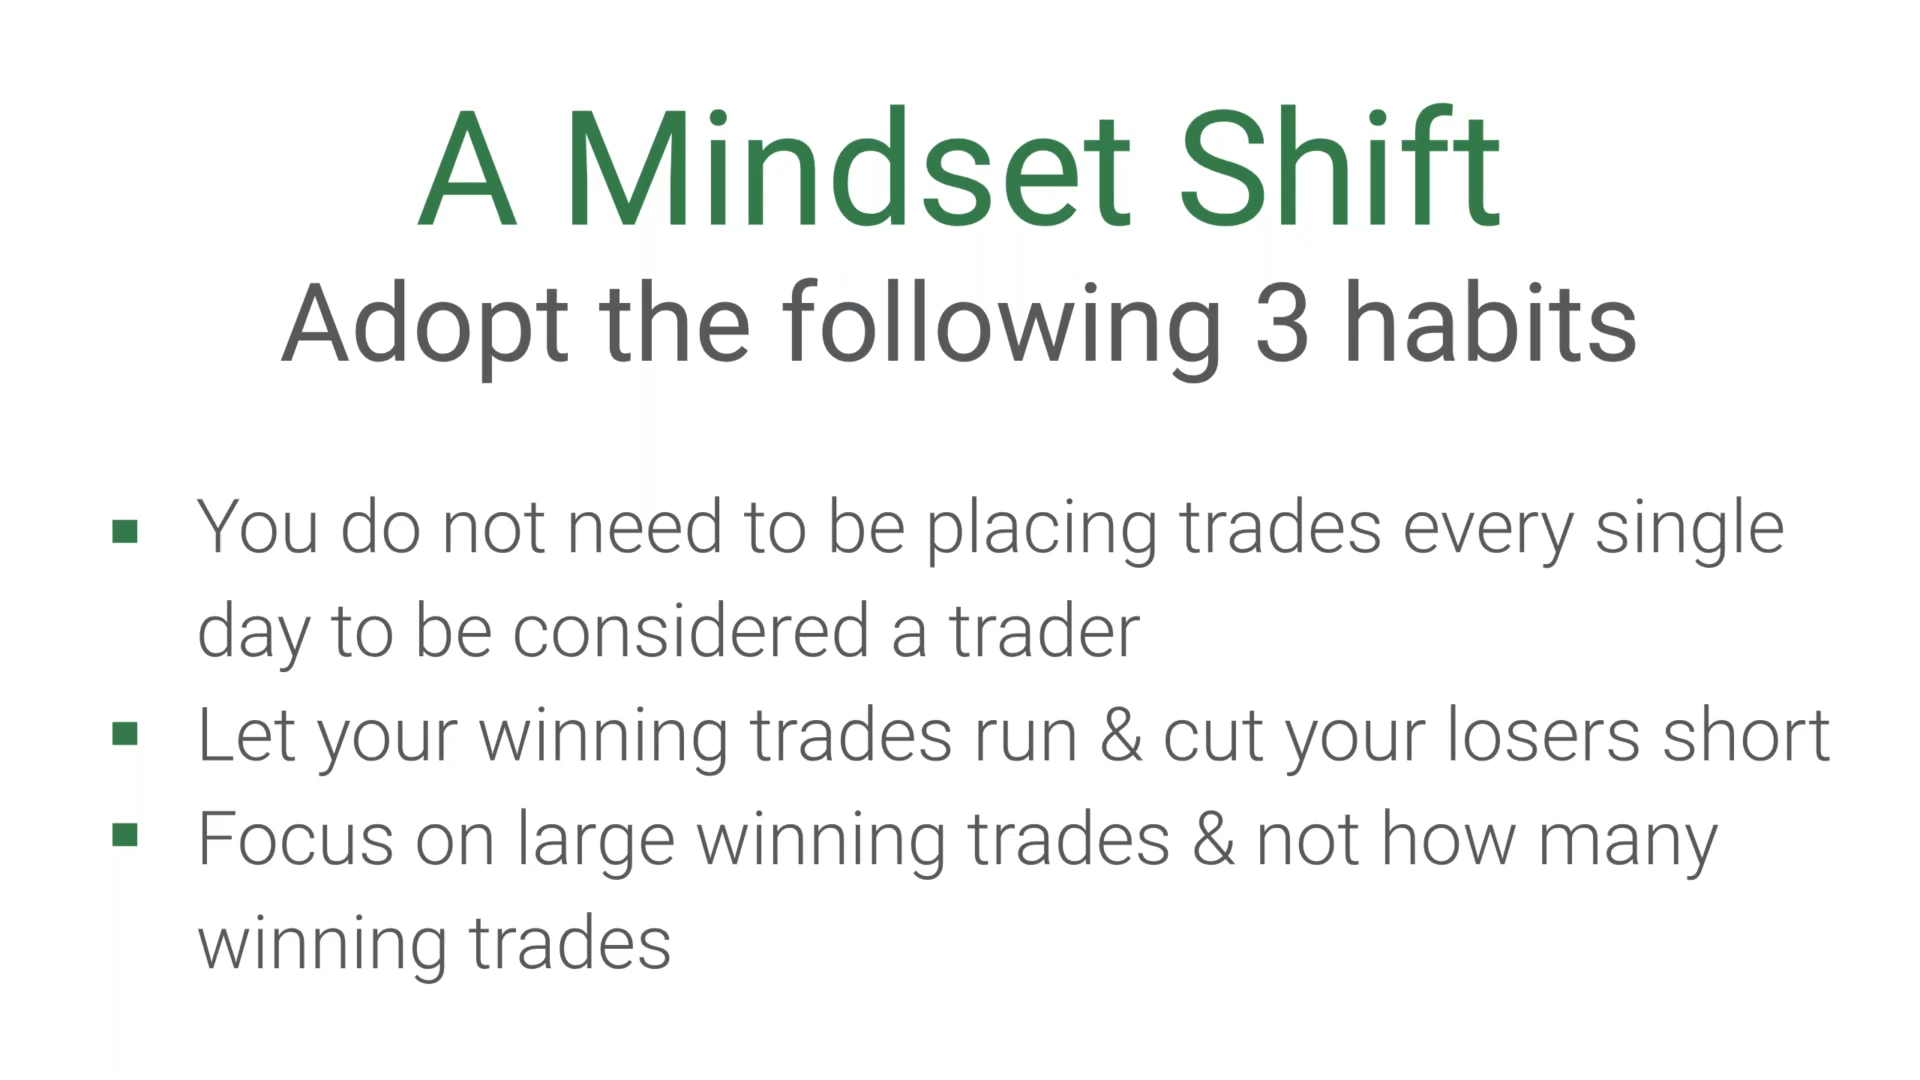 A Mindset Shift
Adopt the following 3 habits
You do not need to be placing trades every single
day to be considered a trader
Let your winning trades run & cut your losers short
Focus on large winning trades & not how many
winning trades